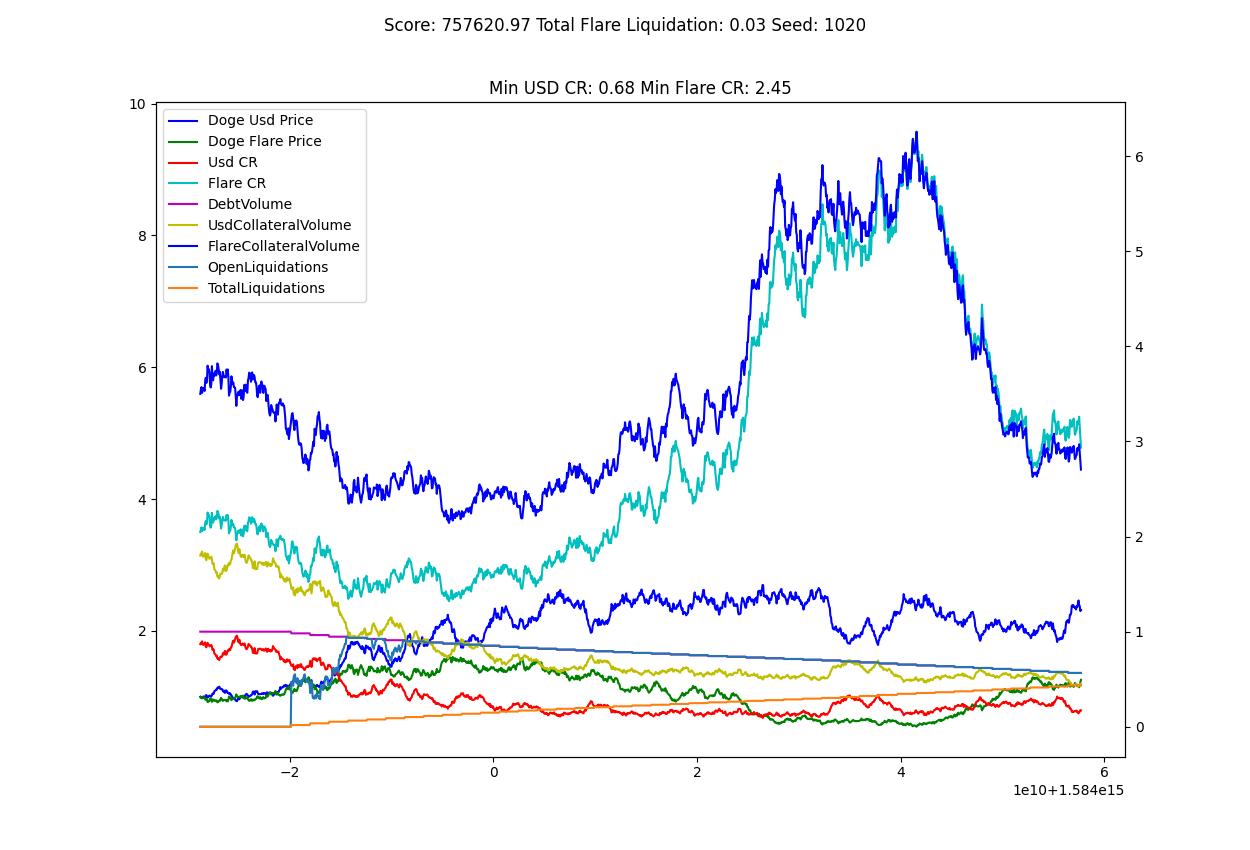 Score: 757620.97 Total Flare Liquidation: 0.03 Seed: 1020
Min USD CR: 0.68 Min Flare CR: 2.45
Doge Usd Price
Doge Flare Price
Usd CR
Flare CR
DebtVolume
UsdCollateralVolume
FlareCollateralVolume
OpenLiquidations
TotalLiquidations
10
8
6
4
2
6
5
4
3
2
1
0
−2 0 2 4 6
1e10+1.584e15